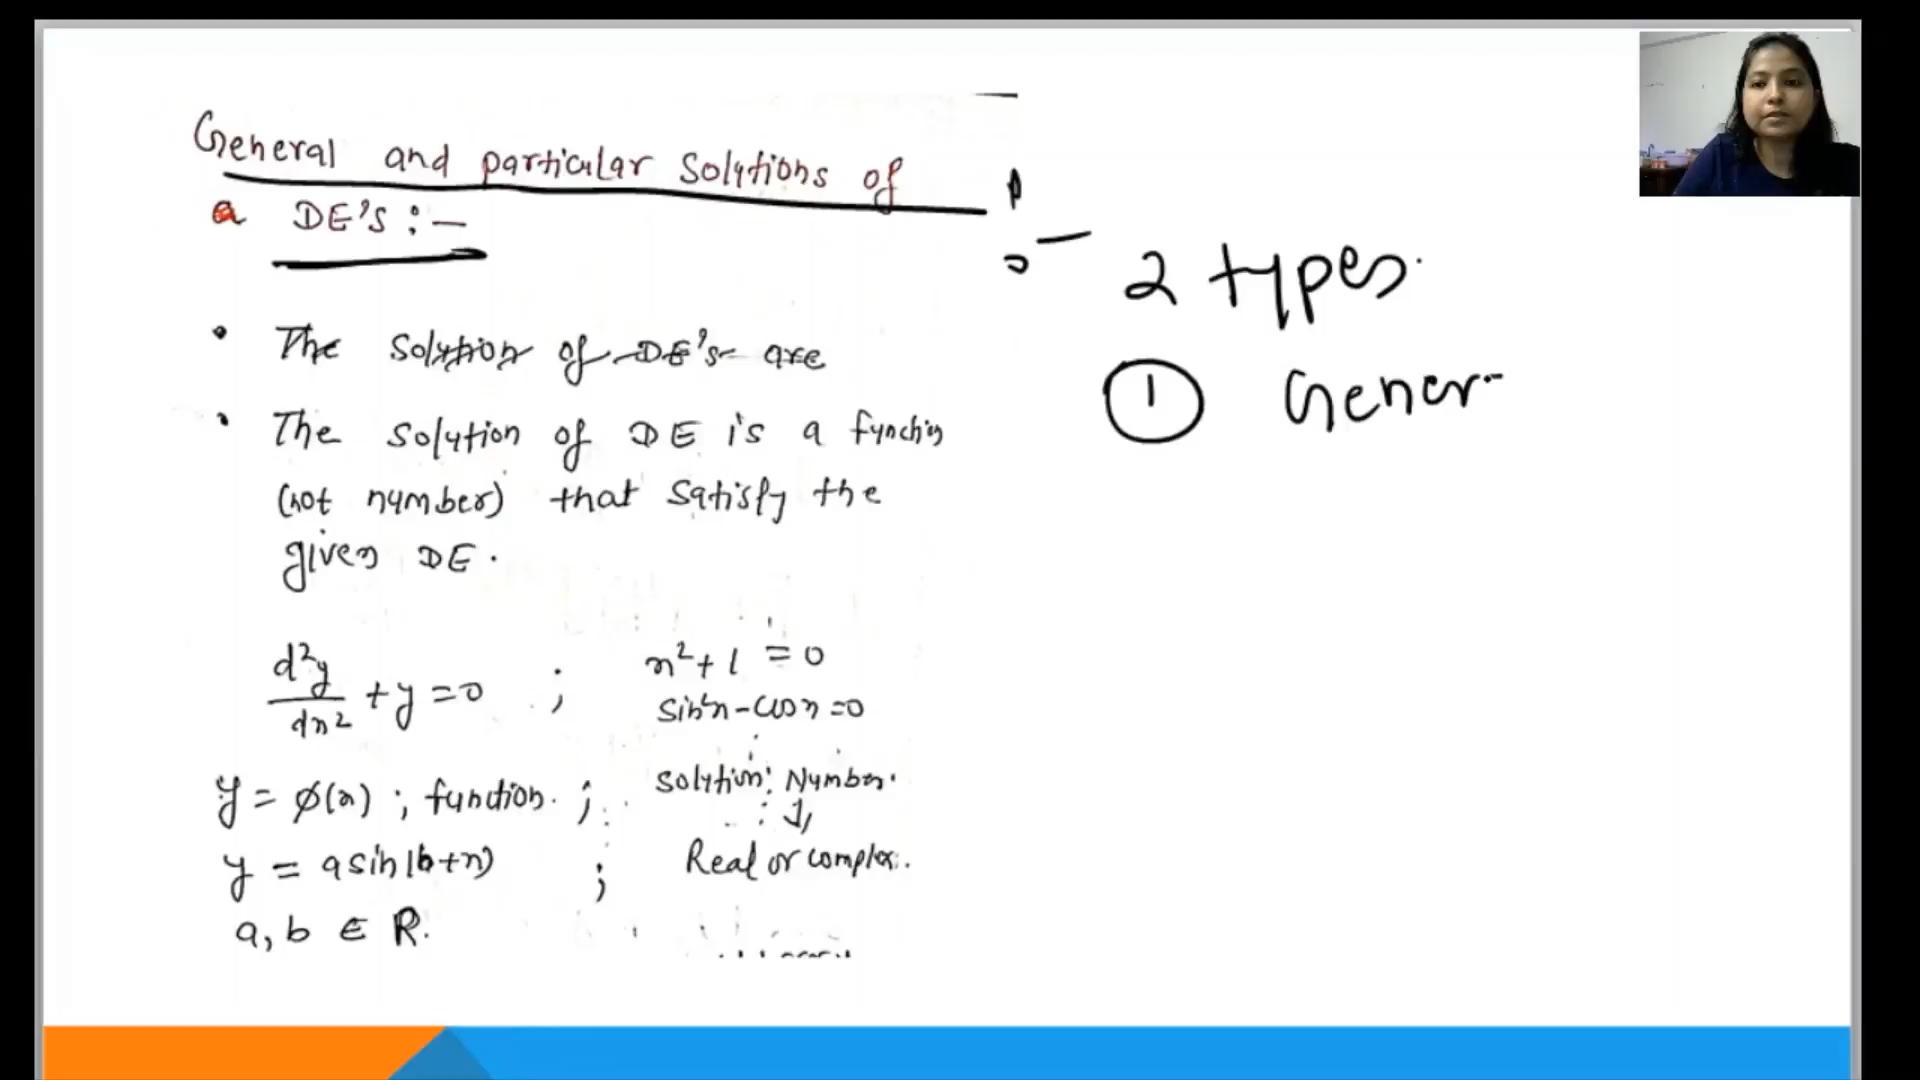 General and particular Solutions of
a DE's :-
• The Solution of DE's are
• The Solution of DE is a function
(not number) that satisfy the
given DE.
d²y/dx² + y = 0 ; x² + 1 = 0
sin²x - cos x = 0
y = φ(x) ; function. ; Solution: Number.
y = a sin(b+x) ; Real or complex.
a, b ∈ R.
2 types.
① Gener